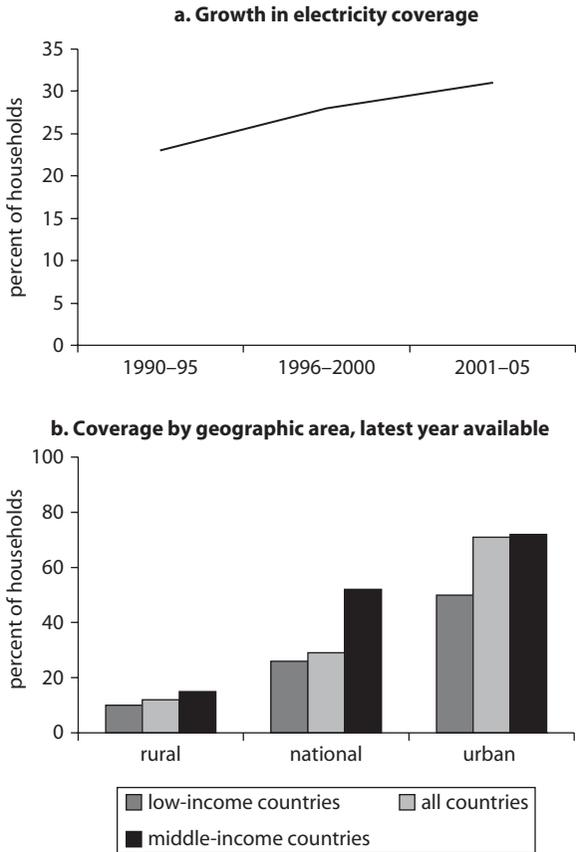 a. Growth in electricity coverage
percent of households
35
30
25
20
15
10
5
0
1990–95 1996–2000 2001–05
b. Coverage by geographic area, latest year available
percent of households
100
80
60
40
20
0
rural national urban
low-income countries all countries
middle-income countries